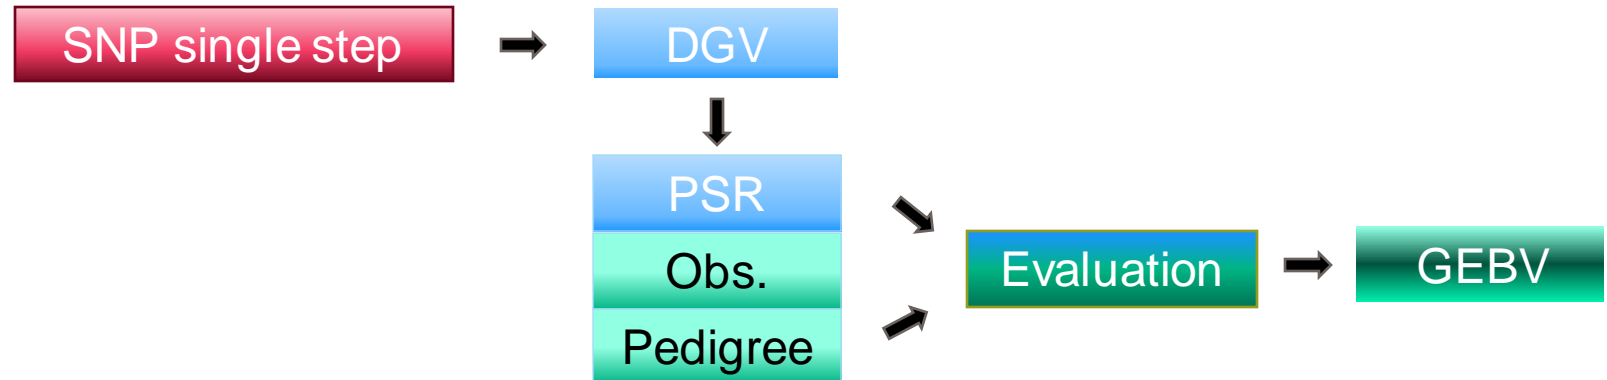 SNP single step
DGV
PSR
Obs.
Pedigree
Evaluation
GEBV